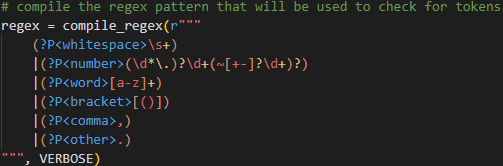 # compile the regex pattern that will be used to check for tokens
regex = compile_regex(r"""
    (?P<whitespace>\s+)
    |(?P<number>(\d*\.)?\d+(~[+-]?\d+)?)
    |(?P<word>[a-z]+)
    |(?P<bracket>[()])
    |(?P<comma>,)
    |(?P<other>.)
""", VERBOSE)